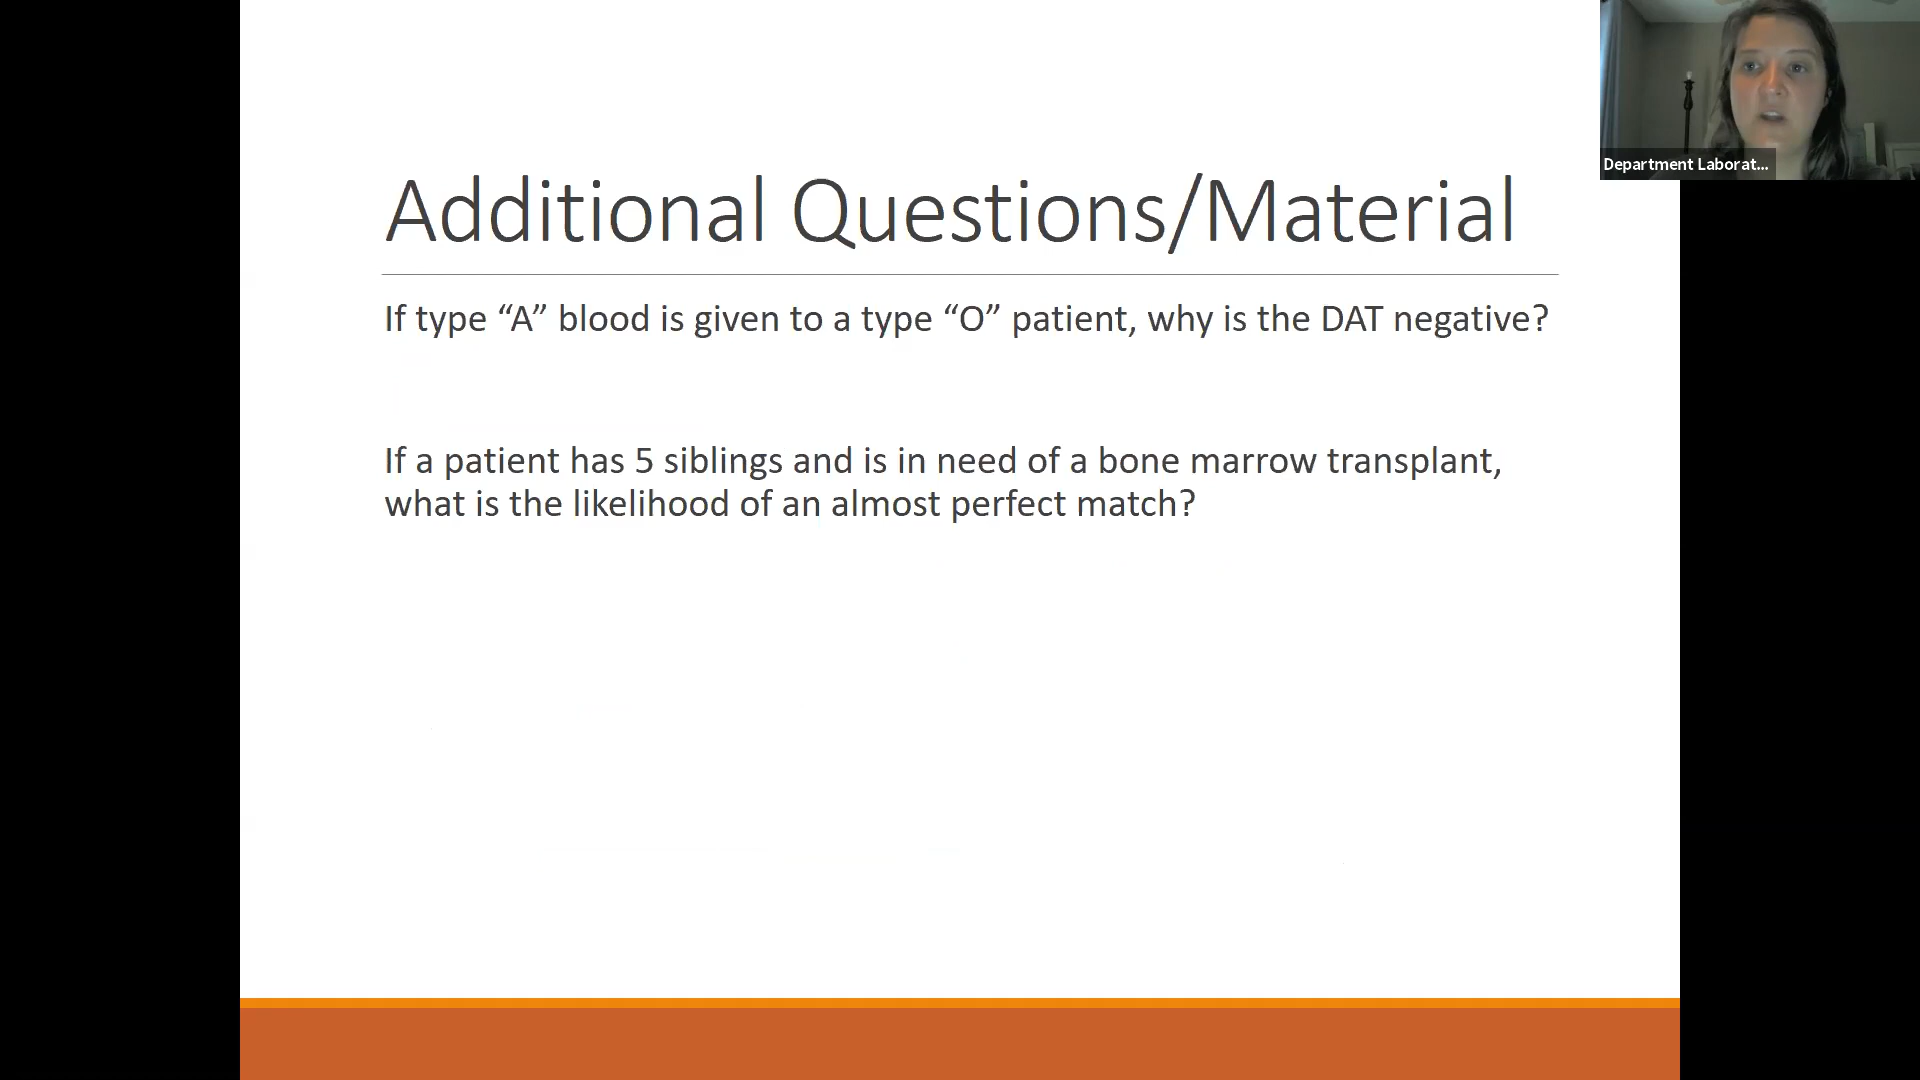 Department Laborat...
Additional Questions/Material
If type “A” blood is given to a type “O” patient, why is the DAT negative?
If a patient has 5 siblings and is in need of a bone marrow transplant,
what is the likelihood of an almost perfect match?